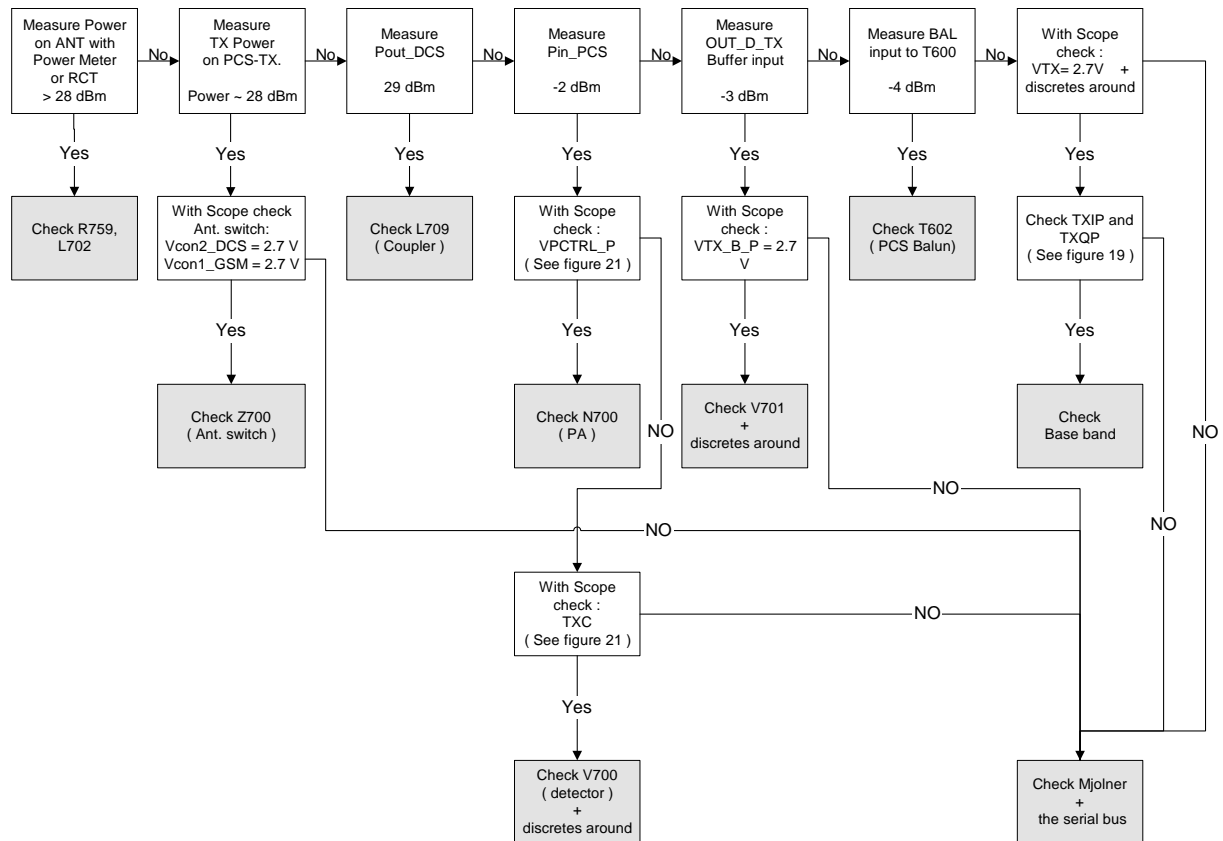 Measure Power
on ANT with
Power Meter
or RCT
> 28 dBm
No
Measure
TX Power
on PCS-TX.
Power ~ 28 dBm
No
Measure
Pout_DCS
29 dBm
No
Measure
Pin_PCS
-2 dBm
No
Measure
OUT_D_TX
Buffer input
-3 dBm
No
Measure BAL
input to T600
-4 dBm
No
With Scope
check :
VTX= 2.7V +
discretes around
Yes
Yes
Yes
Yes
Yes
Yes
Yes
Check R759,
L702
With Scope check
Ant. switch:
Vcon2_DCS = 2.7 V
Vcon1_GSM = 2.7 V
Check L709
( Coupler )
With Scope
check :
VPCTRL_P
( See figure 21 )
With Scope
check :
VTX_B_P = 2.7
V
Check T602
( PCS Balun)
Check TXIP and
TXQP
( See figure 19 )
Yes
Yes
Yes
Yes
Check Z700
( Ant. switch )
Check N700
( PA )
NO
Check V701
+
discretes around
Check
Base band
NO
NO
NO
NO
With Scope
check :
TXC
( See figure 21 )
NO
Yes
Check V700
( detector )
+
discretes around
Check Mjolner
+
the serial bus